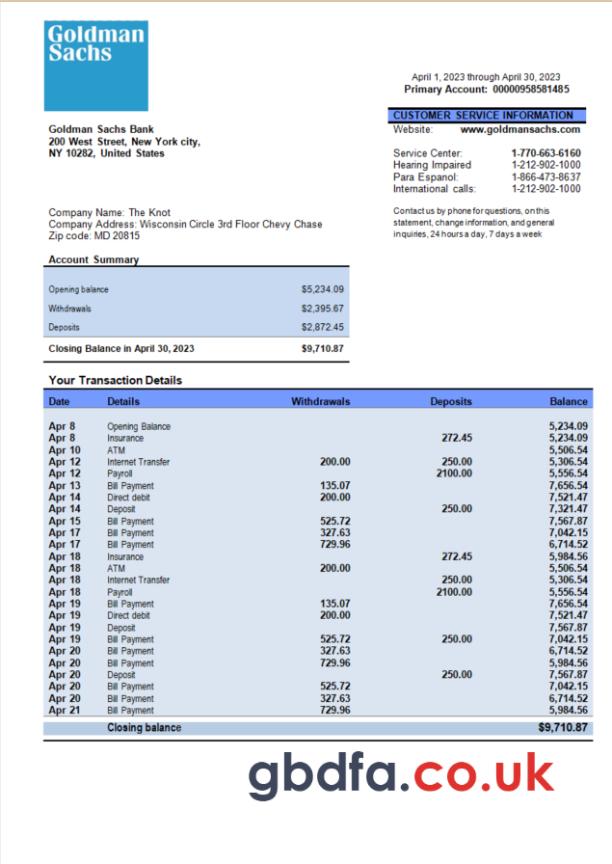 Goldman
Sachs
April 1, 2023 through April 30, 2023
Primary Account: 00000958581485
CUSTOMER SERVICE INFORMATION
Website: www.goldmansachs.com
Service Center: 1-770-663-6160
Hearing Impaired 1-212-902-1000
Para Espanol: 1-866-473-8637
International calls: 1-212-902-1000
Contact us by phone for questions, on this
statement, change information, and general
inquiries, 24 hours a day, 7 days a week
Goldman Sachs Bank
200 West Street, New York city,
NY 10282, United States
Company Name: The Knot
Company Address: Wisconsin Circle 3rd Floor Chevy Chase
Zip code: MD 20815
Account Summary
Opening balance $5,234.09
Withdrawals $2,395.67
Deposits $2,872.45
Closing Balance in April 30, 2023 $9,710.87
Your Transaction Details
Date Details Withdrawals Deposits Balance
Apr 8 Opening Balance 5,234.09
Apr 8 Insurance 272.45 5,234.09
Apr 10 ATM 5,506.54
Apr 12 Internet Transfer 200.00 250.00 5,306.54
Apr 12 Payroll 2100.00 5,556.54
Apr 13 Bill Payment 135.07 7,656.54
Apr 14 Direct debit 200.00 7,521.47
Apr 14 Deposit 250.00 7,321.47
Apr 15 Bill Payment 525.72 7,567.87
Apr 17 Bill Payment 327.63 7,042.15
Apr 17 Bill Payment 729.96 6,714.52
Apr 18 Insurance 272.45 5,984.56
Apr 18 ATM 200.00 5,506.54
Apr 18 Internet Transfer 250.00 5,306.54
Apr 18 Payroll 2100.00 5,556.54
Apr 19 Bill Payment 135.07 7,656.54
Apr 19 Direct debit 200.00 7,521.47
Apr 19 Deposit 7,567.87
Apr 19 Bill Payment 525.72 250.00 7,042.15
Apr 20 Bill Payment 327.63 6,714.52
Apr 20 Bill Payment 729.96 5,984.56
Apr 20 Deposit 250.00 7,567.87
Apr 20 Bill Payment 525.72 7,042.15
Apr 20 Bill Payment 327.63 6,714.52
Apr 21 Bill Payment 729.96 5,984.56
Closing balance $9,710.87
gbdfa.co.uk